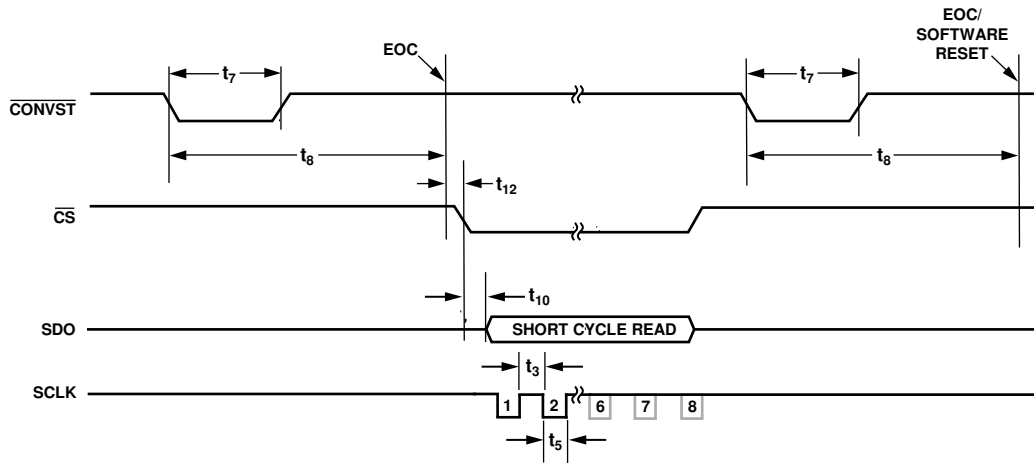 EOC
EOC/
SOFTWARE
RESET
t7
t7
CONVST
t8
t8
t12
CS
t10
SDO
SHORT CYCLE READ
t3
SCLK
1
2
6
7
8
t5